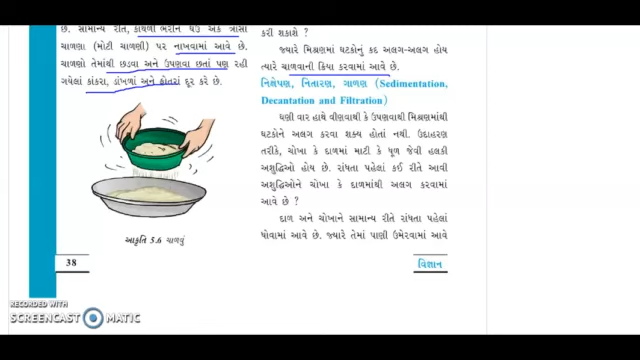 છે. સામાન્ય રીતે, કોથળા ભરીને ઘઉં એક ત્રાંસા
ચાળણા (મોટી ચાળણી) પર નાખવામાં આવે છે.
ચાળણો તેમાંથી છડવા અને ઉપણવા છતાં પણ રહી
ગયેલાં કાંકરા, ડાંખળાં અને ફોતરાં દૂર કરે છે.
આકૃતિ 5.6 ચાળવું
38
કરી શકાશે ?
જ્યારે મિશ્રણમાં ઘટકોનું કદ અલગ-અલગ હોય
ત્યારે ચાળવાની ક્રિયા કરવામાં આવે છે.
નિક્ષેપણ, નિતારણ, ગાળણ (Sedimentation,
Decantation and Filtration)
ઘણી વાર હાથે વીણવાથી કે ઉપણવાથી મિશ્રણમાંથી
ઘટકોને અલગ કરવા શક્ય હોતાં નથી. ઉદાહરણ
તરીકે, ચોખા કે દાળમાં માટી કે ધૂળ જેવી હલકી
અશુદ્ધિઓ હોય છે. રાંધતા પહેલાં કઈ રીતે આવી
અશુદ્ધિઓને ચોખા કે દાળમાંથી અલગ કરવામાં
આવે છે ?
દાળ અને ચોખાને સામાન્ય રીતે રાંધતા પહેલાં
ધોવામાં આવે છે. જ્યારે તેમાં પાણી ઉમેરવામાં આવે
વિજ્ઞાન
RECORDED WITH
SCREENCAST MATIC